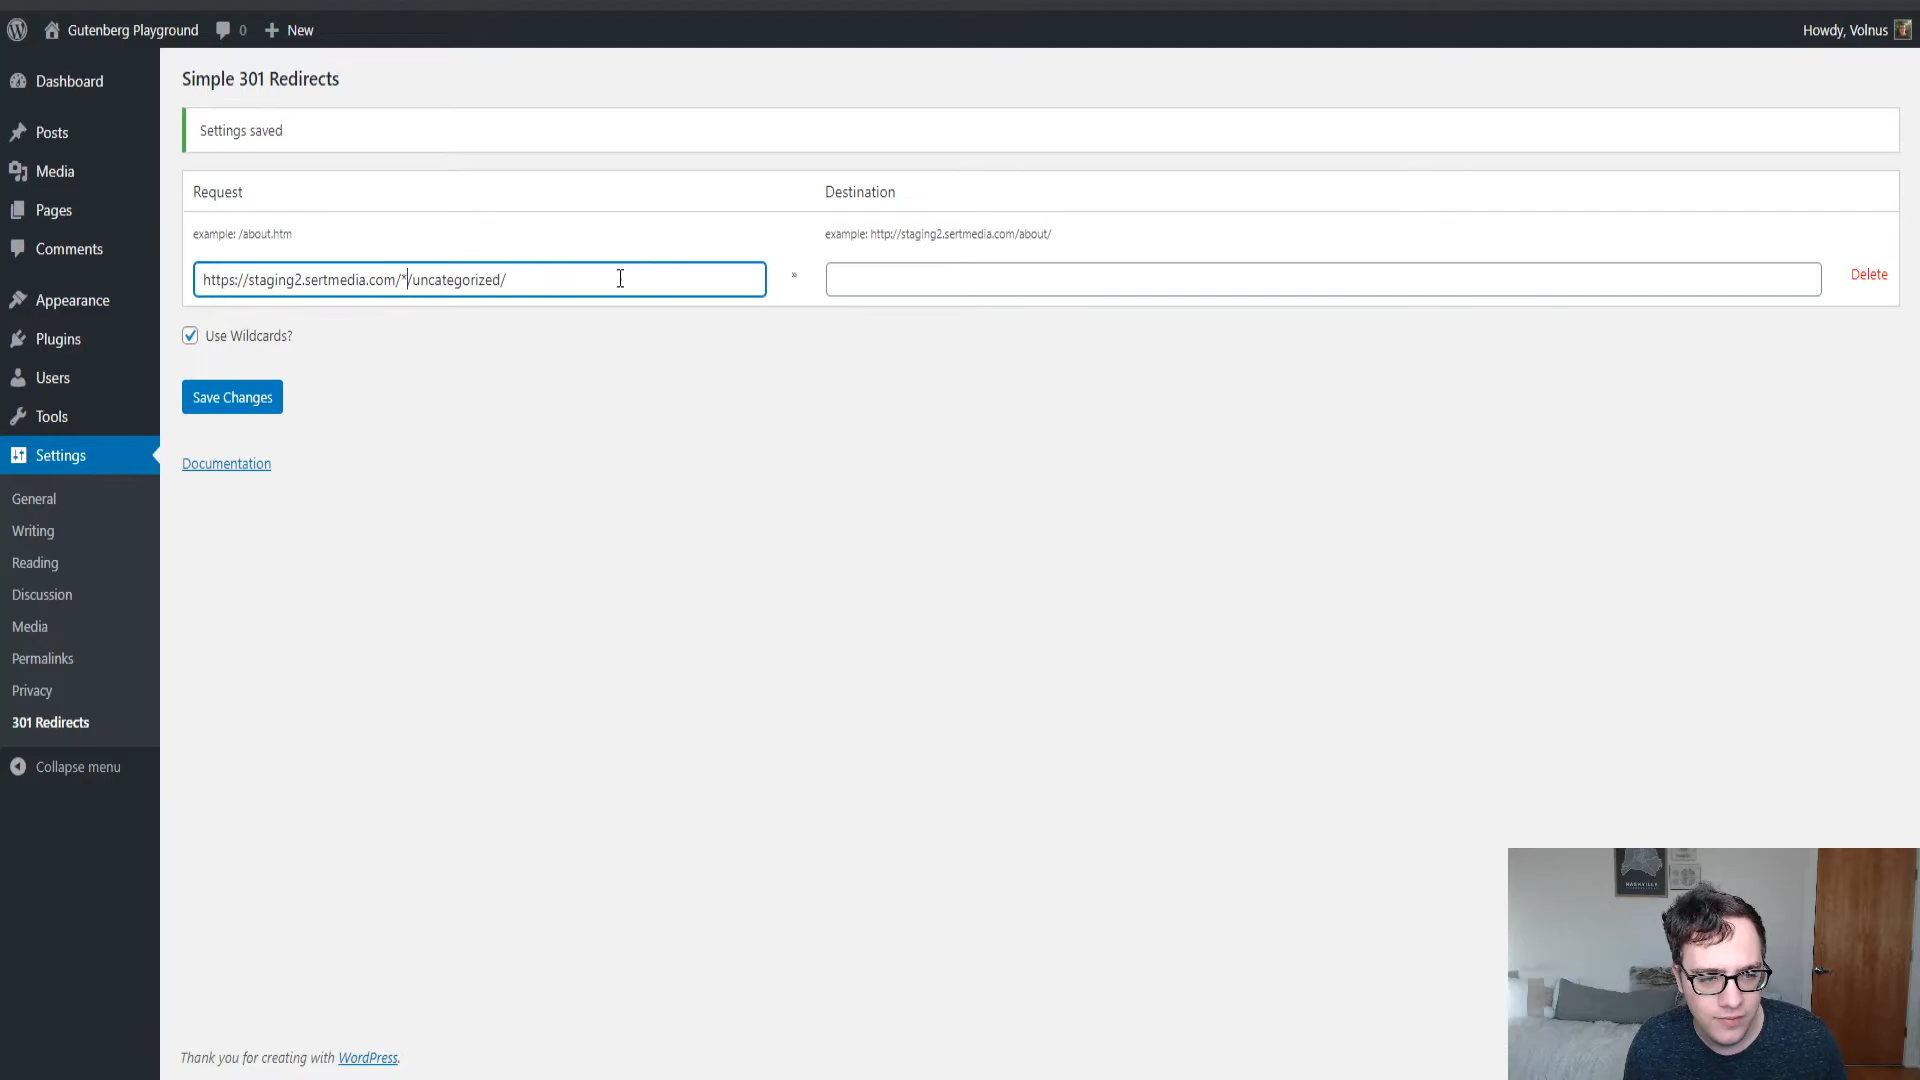 Gutenberg Playground
0
New
Howdy, Volnus
Dashboard
Posts
Media
Pages
Comments
Appearance
Plugins
Users
Tools
Settings
General
Writing
Reading
Discussion
Media
Permalinks
Privacy
301 Redirects
Collapse menu
Simple 301 Redirects
Settings saved
Request
Destination
example: /about.htm
example: http://staging2.sertmedia.com/about/
https://staging2.sertmedia.com/*/uncategorized/
»
Delete
Use Wildcards?
Save Changes
Documentation
NASHVILLE
Thank you for creating with WordPress.